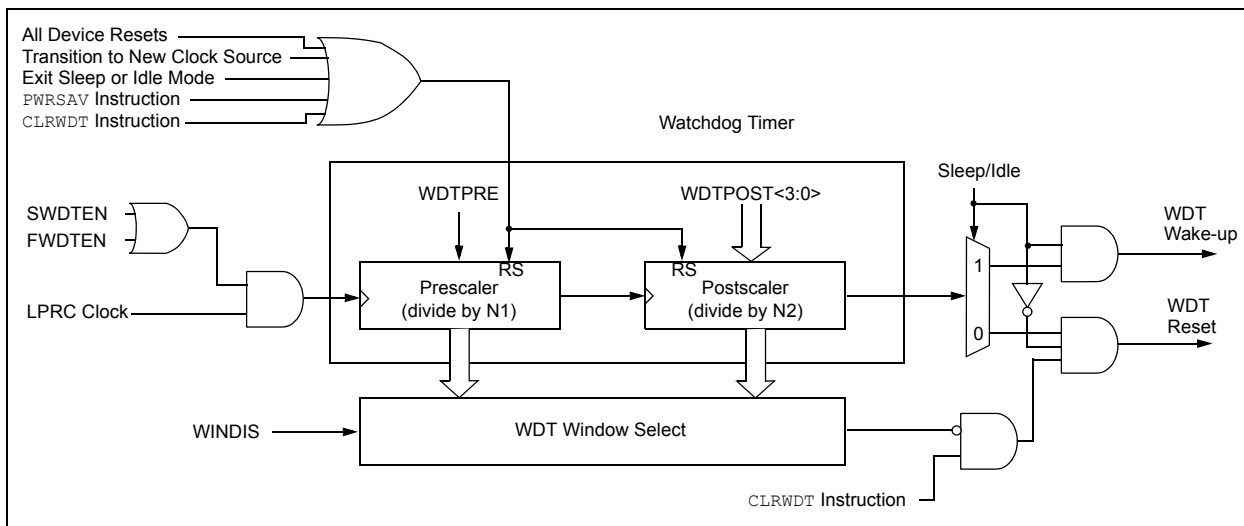 All Device Resets
Transition to New Clock Source
Exit Sleep or Idle Mode
PWRSAV Instruction
CLRWDT Instruction
Watchdog Timer
Sleep/Idle
WDTPRE
WDTPOST<3:0>
SWDTEN
FWDTEN
WDT
Wake-up
RS
RS
1
Prescaler
(divide by N1)
Postscaler
(divide by N2)
LPRC Clock
WDT
Reset
0
WINDIS
WDT Window Select
CLRWDT Instruction